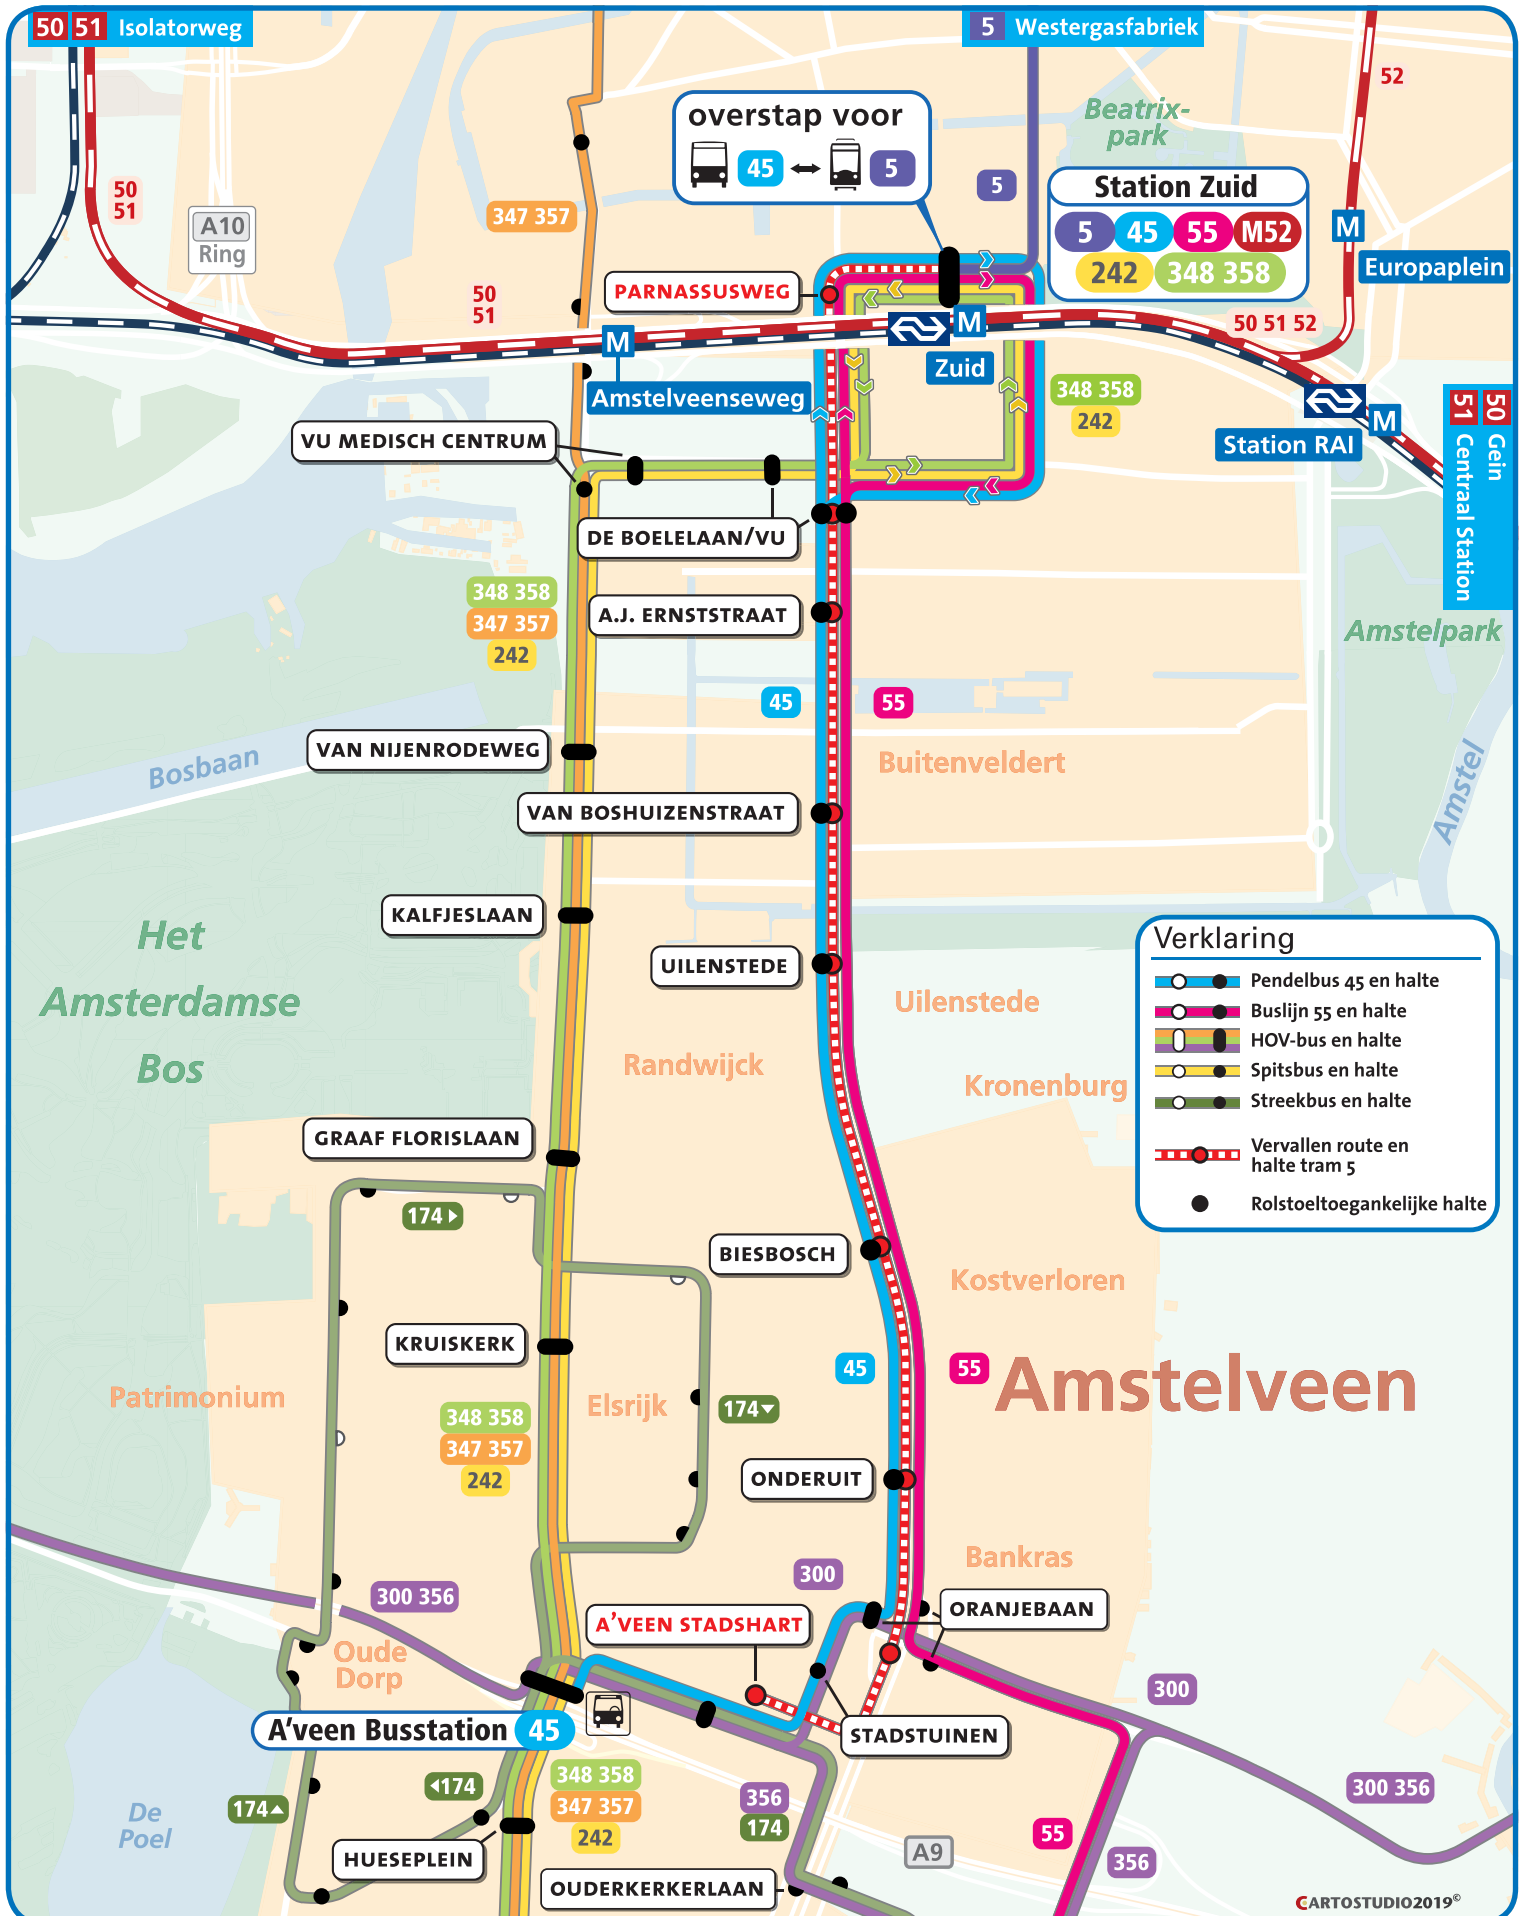 50 51 Isolatorweg
5 Westergasfabriek
52
Beatrix-
park
overstap voor
45 5
5
Station Zuid
5 45 55 M52
242 348 358
50
51
347 357
A10
Ring
M
Europaplein
PARNASSUSWEG
50
51
50 51 52
M
M
Zuid
Amstelveenseweg
348 358
242
M
Station RAI
50 Gein
51 Centraal Station
VU MEDISCH CENTRUM
DE BOELELAAN/VU
348 358
347 357
242
A.J. ERNSTSTRAAT
Amstelpark
45
55
VAN NIJENRODEWEG
Bosbaan
Buitenveldert
Amstel
VAN BOSHUIZENSTRAAT
KALFJESLAAN
Het
Amsterdamse
Bos
UILENSTEDE
Uilenstede
Randwijck
Kronenburg
Verklaring
Pendelbus 45 en halte
Buslijn 55 en halte
HOV-bus en halte
Spitsbus en halte
Streekbus en halte
Vervallen route en
halte tram 5
Rolstoeltoegankelijke halte
GRAAF FLORISLAAN
174
BIESBOSCH
Kostverloren
KRUISKERK
45
55
Amstelveen
Patrimonium
Elsrijk
174
348 358
347 357
242
ONDERUIT
Bankras
300
300 356
ORANJEBAAN
A'VEEN STADSHART
Oude
Dorp
300
A'veen Busstation 45
STADSTUINEN
348 358
347 357
242
174
174
356
174
300 356
De
Poel
55
356
A9
HUESEPLEIN
OUDERKERKERLAAN
CARTOSTUDIO2019©